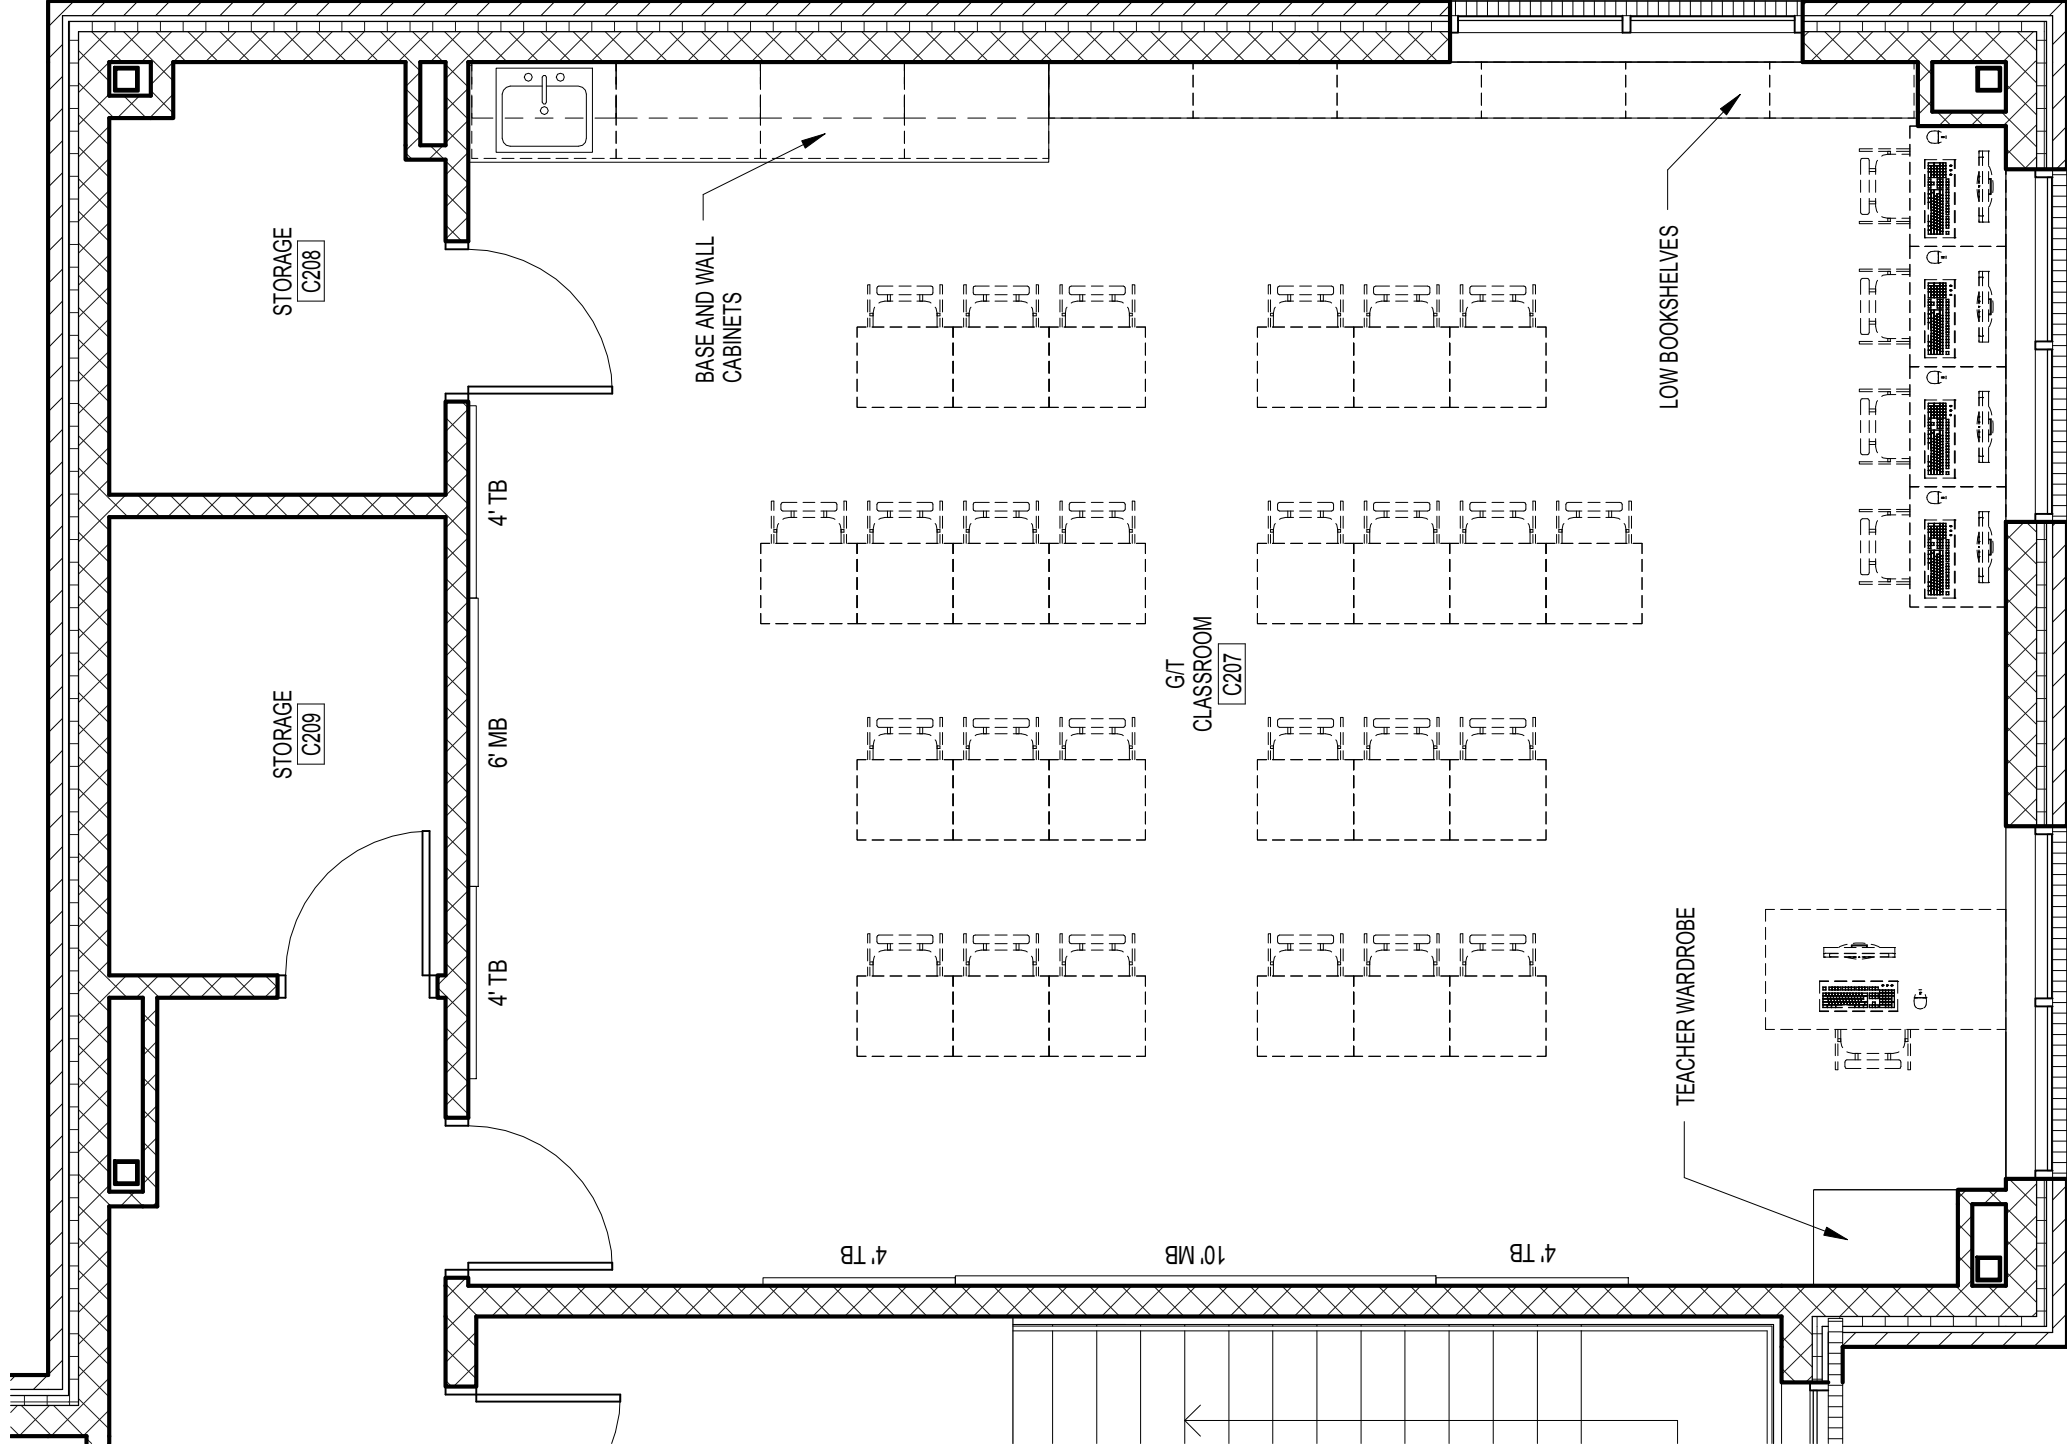 STORAGE
C208
BASE AND WALL
CABINETS
LOW BOOKSHELVES
4' TB
STORAGE
C209
6' MB
G/T
CLASSROOM
C207
4' TB
TEACHER WARDROBE
4' TB
10' MB
4' TB